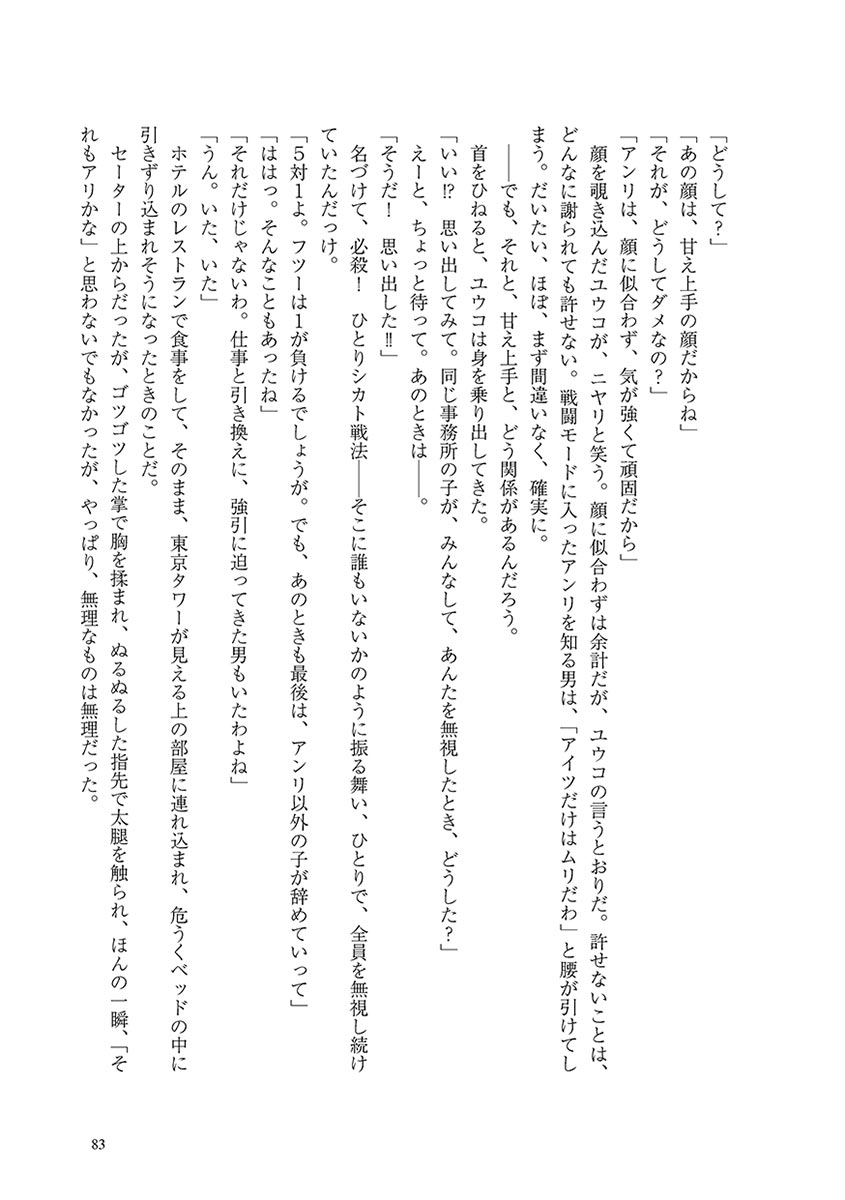 「どうして？」
「あの顔は、甘え上手の顔だからね」
「それが、どうしてダメなの？」
「アンリは、顔に似合わず、気が強くて頑固だから」
　顔を覗き込んだユウコが、ニヤリと笑う。顔に似合わずは余計だが、ユウコの言うとおりだ。許せないことは、
どんなに謝られても許せない。戦闘モードに入ったアンリを知る男は、「アイツだけはムリだわ」と腰が引けてし
まう。だいたい、ほぼ、まず間違いなく、確実に。
　――でも、それと、甘え上手と、どう関係があるんだろう。
　首をひねると、ユウコは身を乗り出してきた。
「いい⁉　思い出してみて。同じ事務所の子が、みんなして、あんたを無視したとき、どうした？」
　えーと、ちょっと待って。あのときは――。
「そうだ！　思い出した‼」
　名づけて、必殺！　ひとりシカト戦法――そこに誰もいないかのように振る舞い、ひとりで、全員を無視し続け
ていたんだっけ。
「５対１よ。フツーは１が負けるでしょうが。でも、あのときも最後は、アンリ以外の子が辞めていって」
「ははっ。そんなこともあったね」
「それだけじゃないわ。仕事と引き換えに、強引に迫ってきた男もいたわよね」
「うん。いた、いた」
　ホテルのレストランで食事をして、そのまま、東京タワーが見える上の部屋に連れ込まれ、危うくベッドの中に
引きずり込まれそうになったときのことだ。
　セーターの上からだったが、ゴツゴツした掌で胸を揉まれ、ぬるぬるした指先で太腿を触られ、ほんの一瞬、「そ
れもアリかな」と思わないでもなかったが、やっぱり、無理なものは無理だった。
83